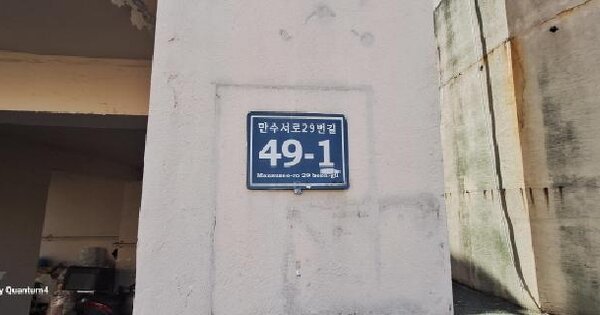 만수서로29번길
49-1
Mansuseo-ro 29 beon-gil
y Quantum4